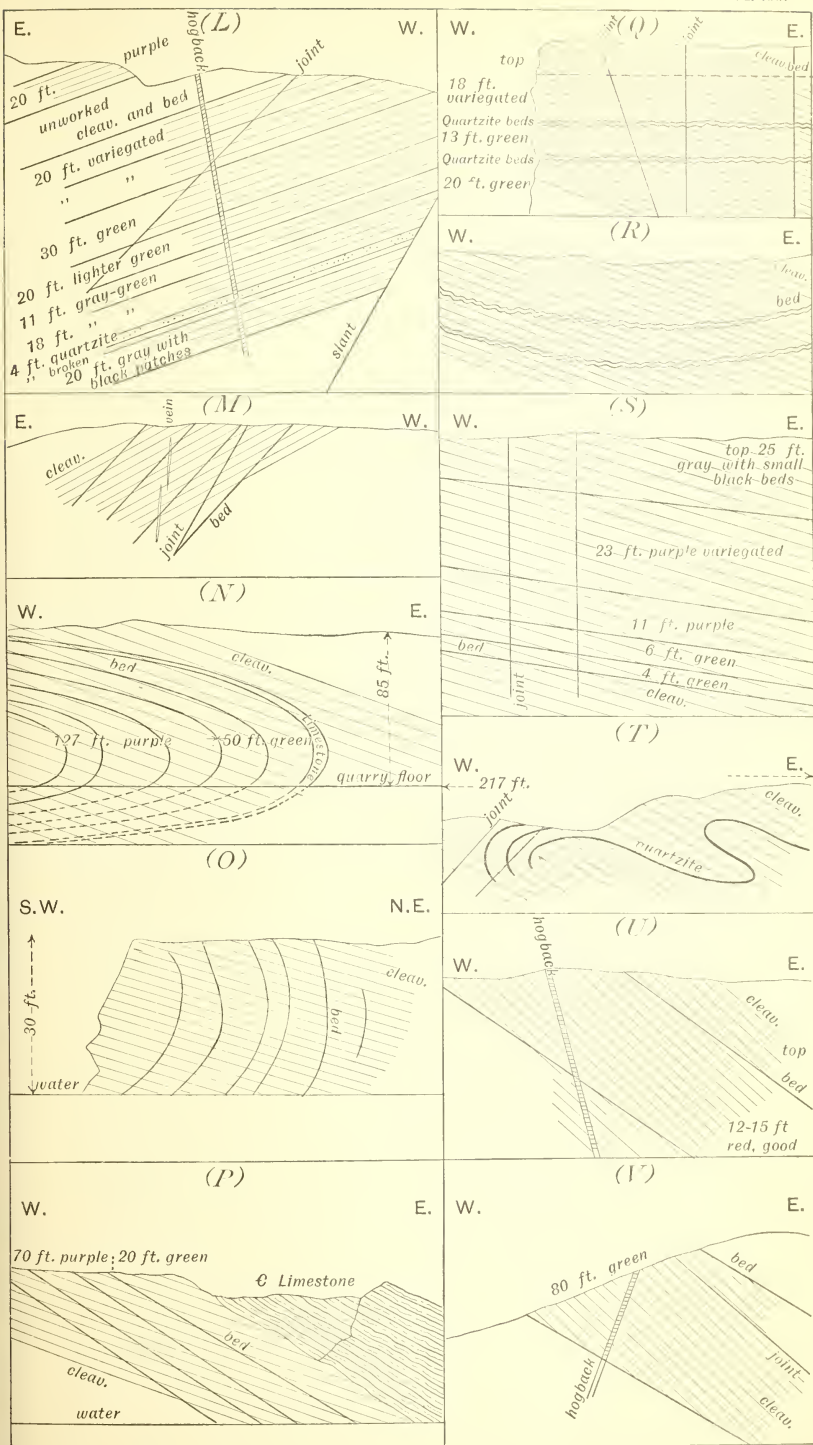 (L)
E.
W.
purple
hogback
joint
20 ft.
unworked
cleav. and bed
20 ft. variegated
" "
30 ft. green
20 ft. lighter green
11 ft. gray-green
18 ft. " "
4 ft. quartzite
" broken
20 ft. gray with
black patches
slant
(M)
E.
W.
vein
cleav.
joint
bed
(N)
W.
E.
bed
cleav.
85 ft.
127 ft. purple
50 ft. green
Limestone
quarry floor
(O)
S.W.
N.E.
30 ft.
cleav.
bed
water
(P)
W.
E.
70 ft. purple
20 ft. green
Є Limestone
bed
cleav.
water
(Q)
W.
E.
joint
top
cleav.
bed
18 ft.
variegated
Quartzite beds
13 ft. green
Quartzite beds
20 ft. green
(R)
W.
E.
cleav.
bed
(S)
W.
E.
top 25 ft.
gray with small
black beds
23 ft. purple variegated
11 ft. purple
bed
6 ft. green
4 ft. green
joint
cleav.
(T)
W.
E.
217 ft.
joint
cleav.
quartzite
(U)
hogback
W.
E.
cleav.
top
bed
12-15 ft
red, good
(V)
W.
E.
80 ft. green
bed
joint
hogback
cleav.